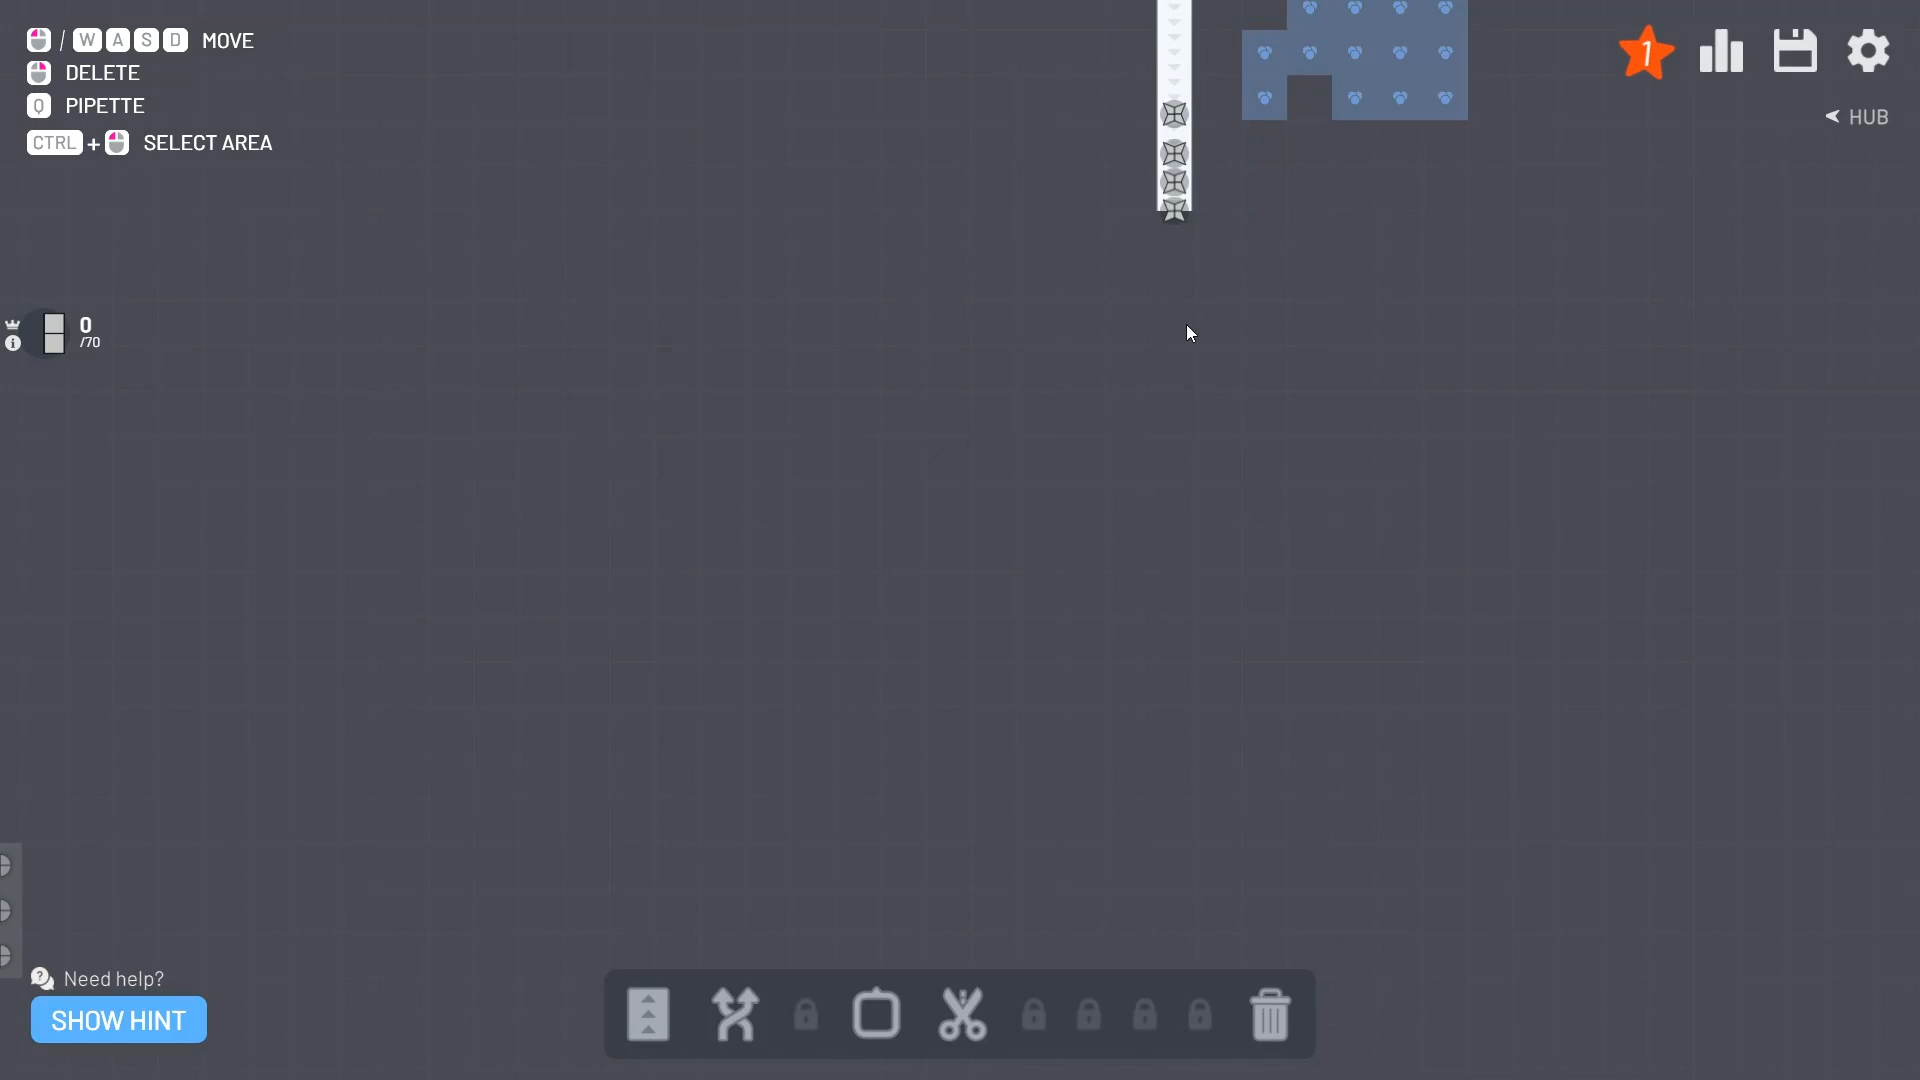 / W A S D MOVE
DELETE
Q PIPETTE
CTRL + SELECT AREA
1
HUB
0
/70
? Need help?
SHOW HINT